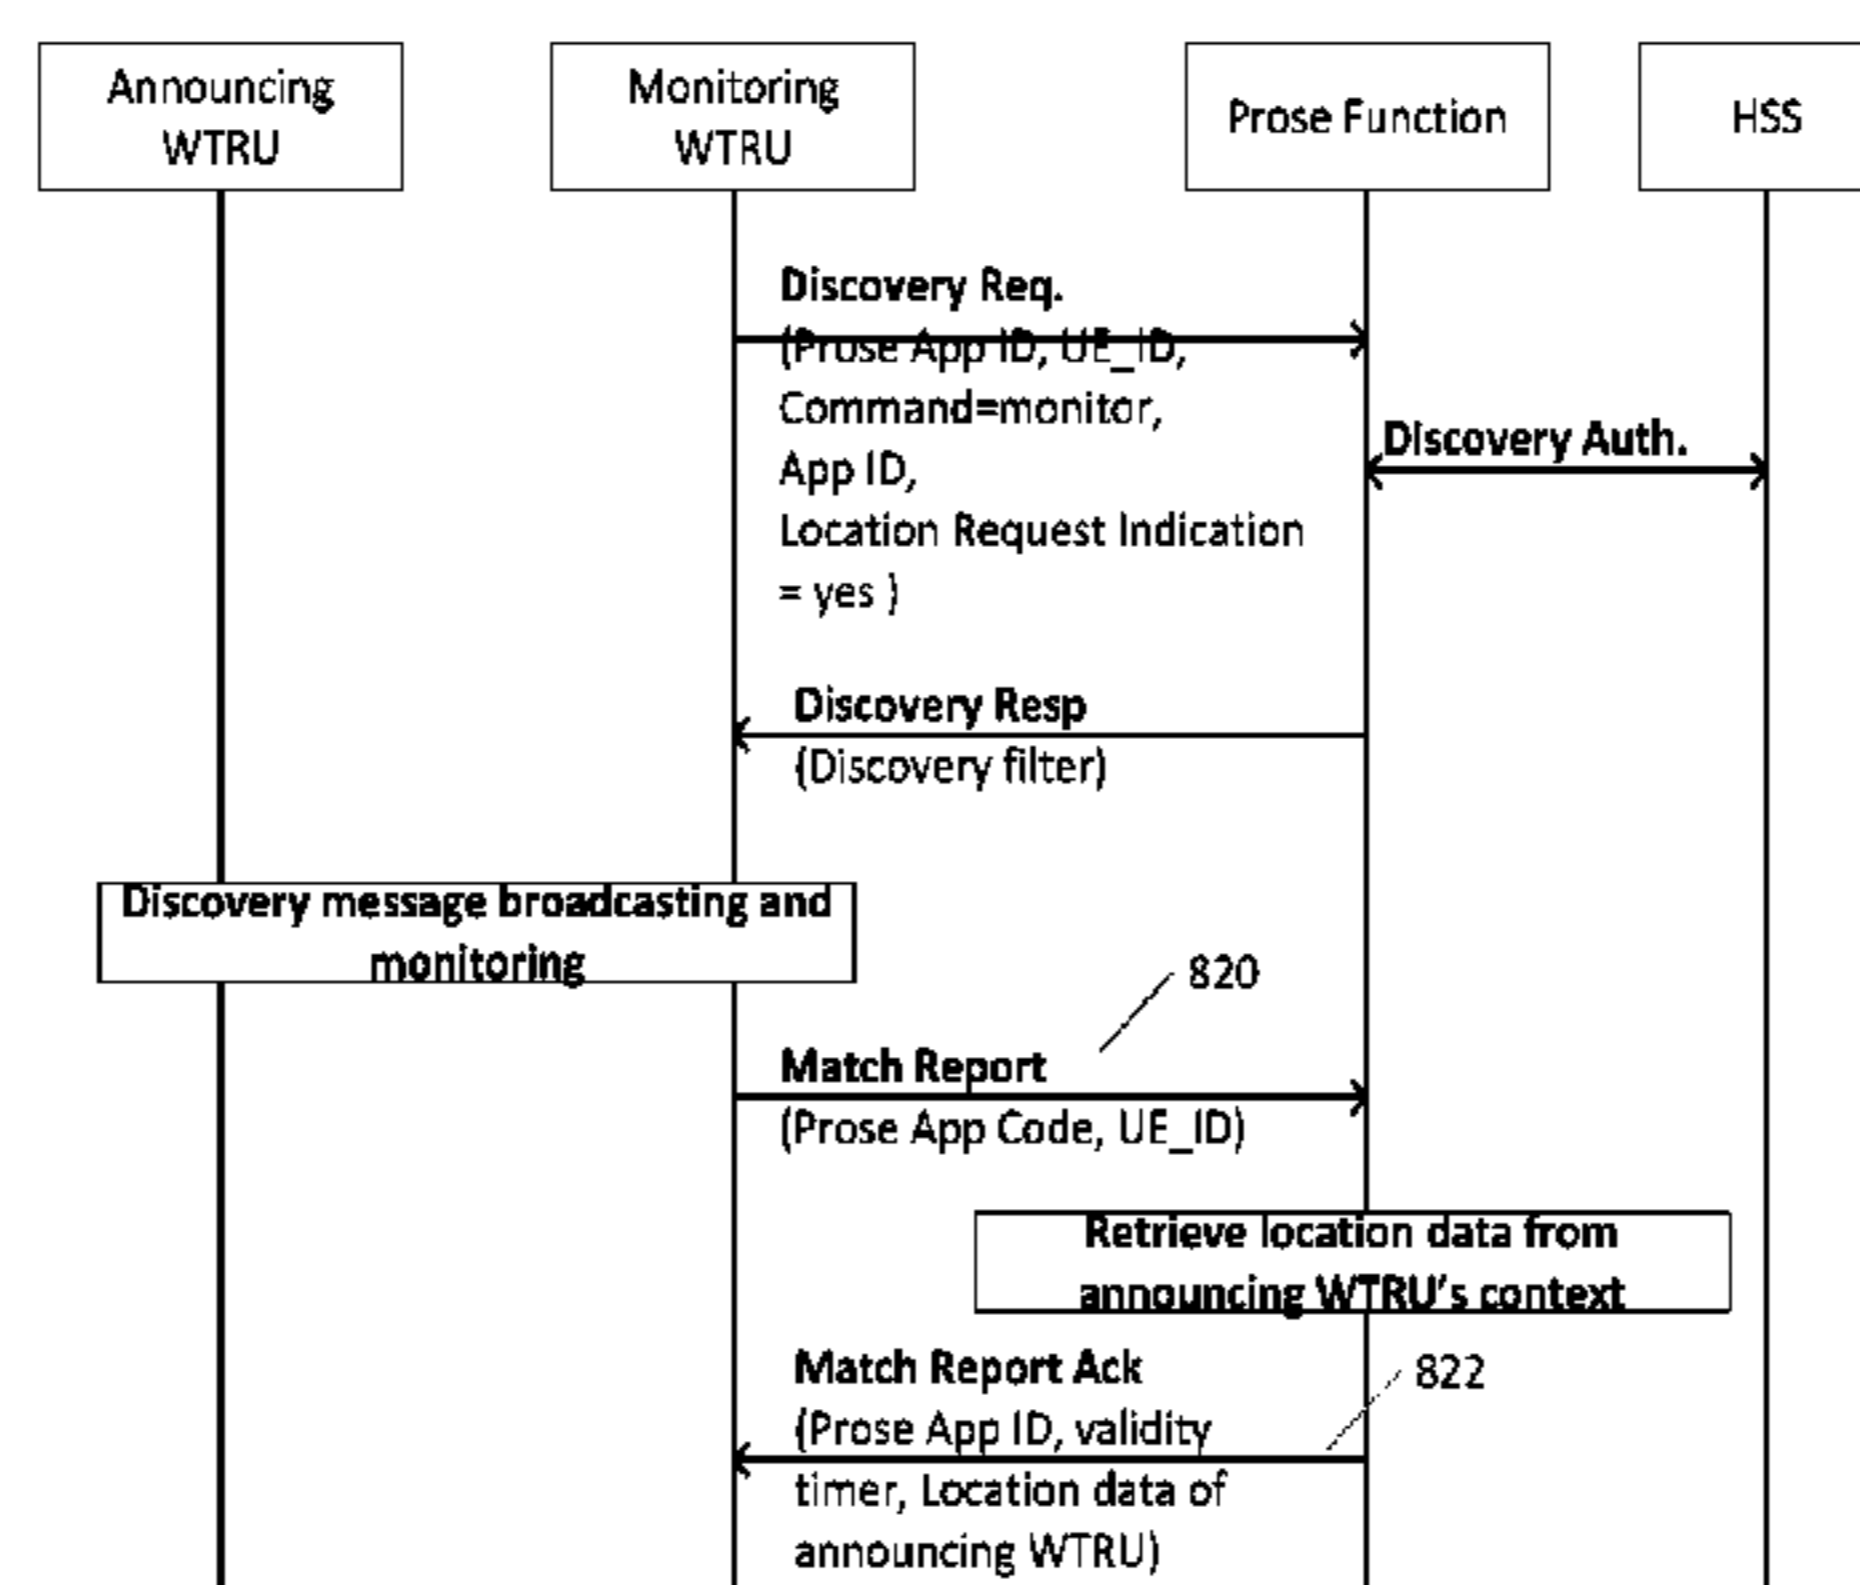 Announcing
WTRU
Monitoring
WTRU
Prose Function
HSS
Discovery Req.
(Prose App ID, UE_ID,
Command=monitor,
App ID,
Location Request Indication
= yes )
Discovery Auth.
Discovery Resp
(Discovery filter)
Discovery message broadcasting and
monitoring
820
Match Report
(Prose App Code, UE_ID)
Retrieve location data from
announcing WTRU's context
822
Match Report Ack
(Prose App ID, validity
timer, Location data of
announcing WTRU)